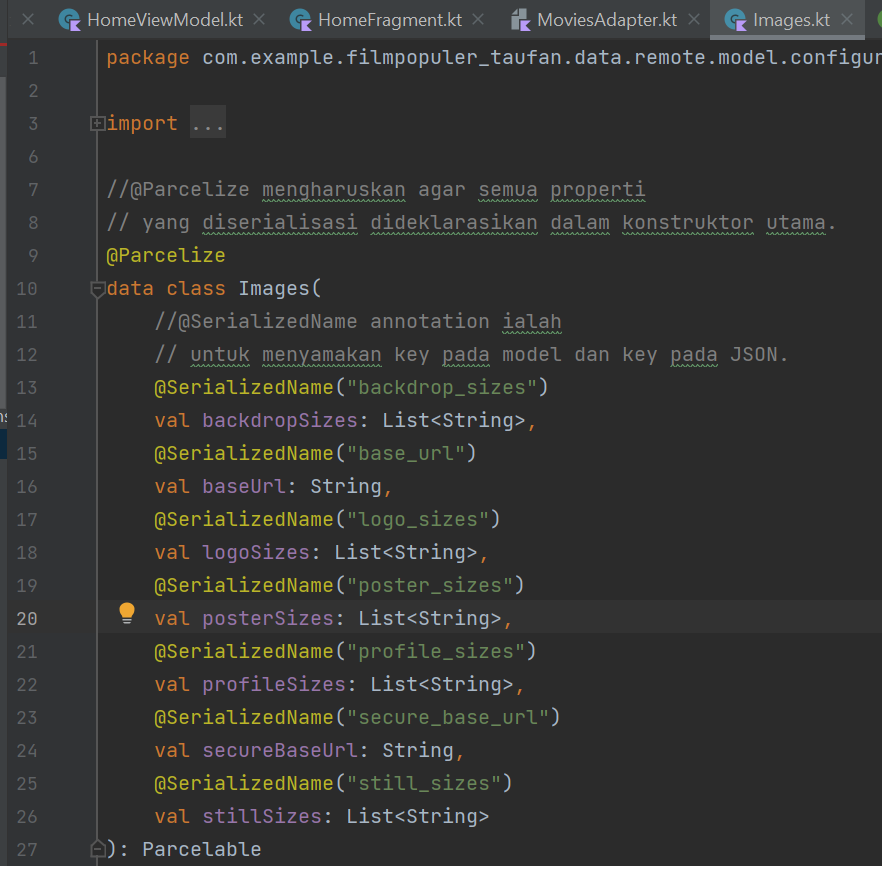 HomeViewModel.kt HomeFragment.kt MoviesAdapter.kt Images.kt
1 package com.example.filmpopuler_taufan.data.remote.model.configur
2
3 import ...
6
7 //@Parcelize mengharuskan agar semua properti
8 // yang diserialisasi dideklarasikan dalam konstruktor utama.
9 @Parcelize
10 data class Images(
11 //@SerializedName annotation ialah
12 // untuk menyamakan key pada model dan key pada JSON.
13 @SerializedName("backdrop_sizes")
14 val backdropSizes: List<String>,
15 @SerializedName("base_url")
16 val baseUrl: String,
17 @SerializedName("logo_sizes")
18 val logoSizes: List<String>,
19 @SerializedName("poster_sizes")
20 val posterSizes: List<String>,
21 @SerializedName("profile_sizes")
22 val profileSizes: List<String>,
23 @SerializedName("secure_base_url")
24 val secureBaseUrl: String,
25 @SerializedName("still_sizes")
26 val stillSizes: List<String>
27 ): Parcelable